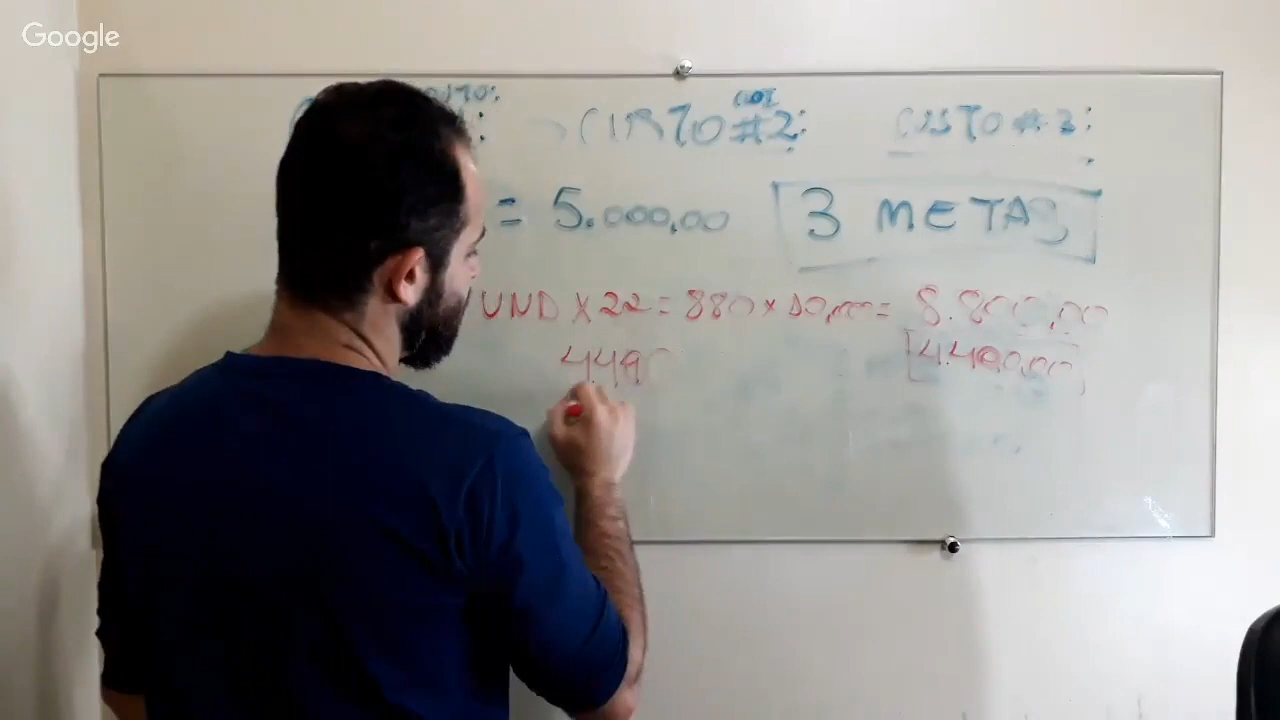 Google
CUSTO #2: CUSTO #3:
= 5.000,00 3 METAS
UND X 22 = 880 x 10,00 = 8.800,00
4.400,00